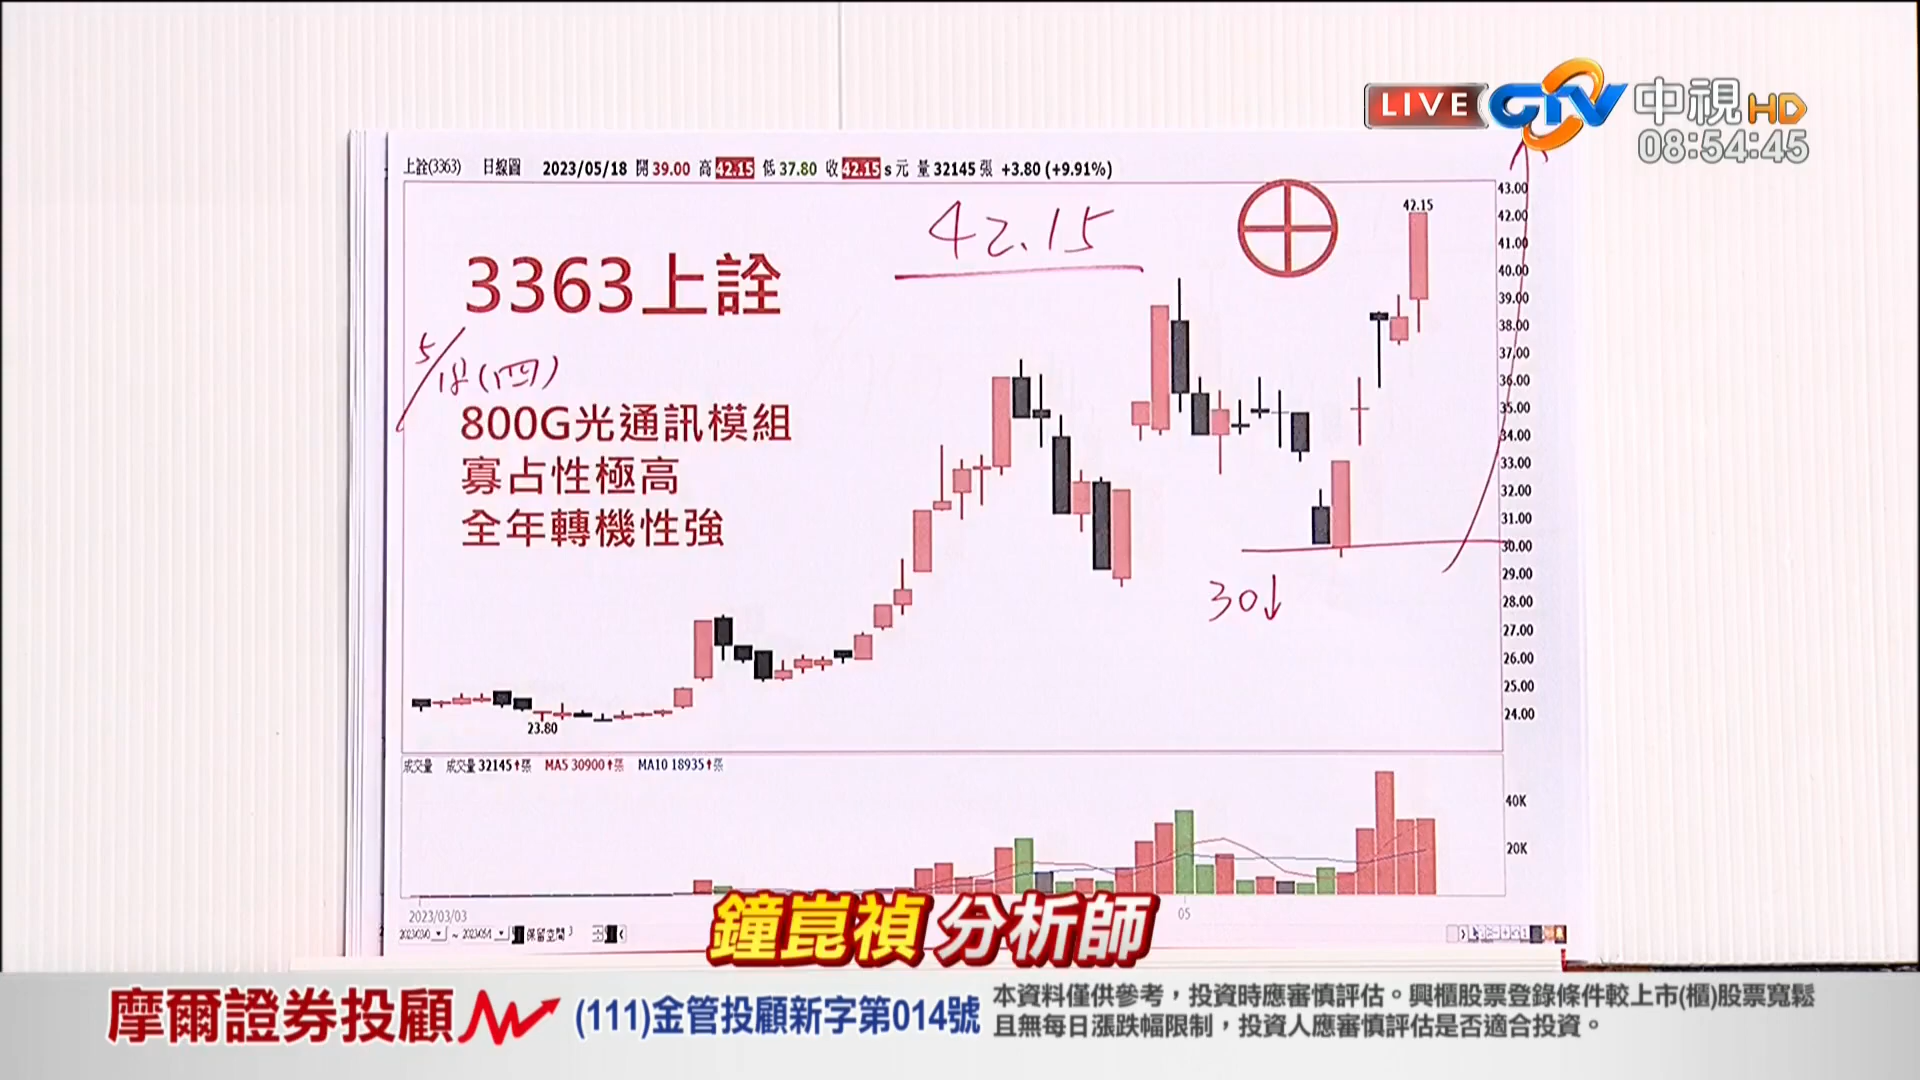 LIVE CTV 中視 HD
08:54:45
上詮(3363) 日線圖 2023/05/18 開 39.00 高 42.15 低 37.80 收 42.15 s 元 量 32145 張 +3.80 (+9.91%)
42.15
3363上詮
5/18(四)
800G光通訊模組
寡占性極高
全年轉機性強
42.15
23.80
30↓
43.00
42.00
41.00
40.00
39.00
38.00
37.00
36.00
35.00
34.00
33.00
32.00
31.00
30.00
29.00
28.00
27.00
26.00
25.00
24.00
成交量 成交量 32145↑張 MA5 30900↑張 MA10 18935↑張
40K
20K
2023/03/03
05
保留空間
鐘崑禎 分析師
摩爾證券投顧 (111)金管投顧新字第014號
本資料僅供參考，投資時應審慎評估。興櫃股票登錄條件較上市(櫃)股票寬鬆
且無每日漲跌幅限制，投資人應審慎評估是否適合投資。